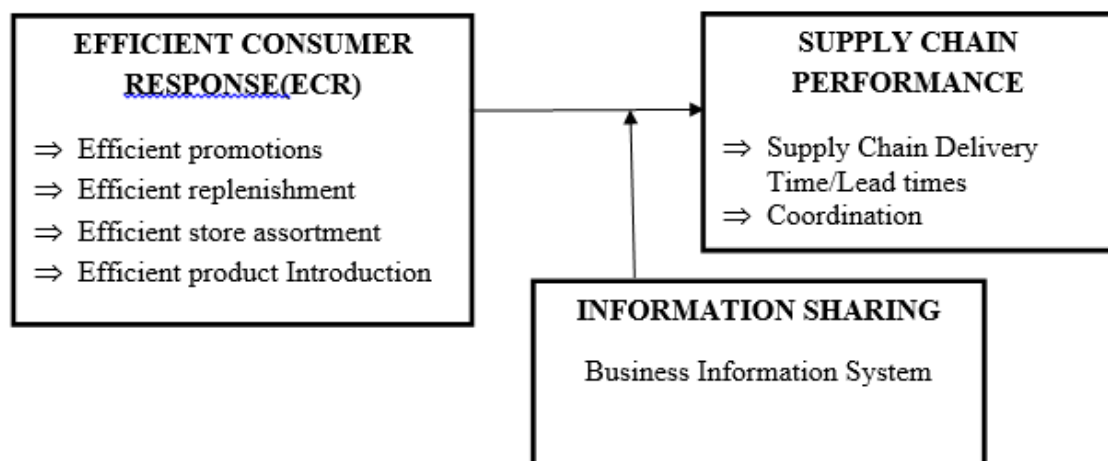 EFFICIENT CONSUMER
RESPONSE(ECR)
⇒ Efficient promotions
⇒ Efficient replenishment
⇒ Efficient store assortment
⇒ Efficient product Introduction
SUPPLY CHAIN
PERFORMANCE
⇒ Supply Chain Delivery
Time/Lead times
⇒ Coordination
INFORMATION SHARING
Business Information System